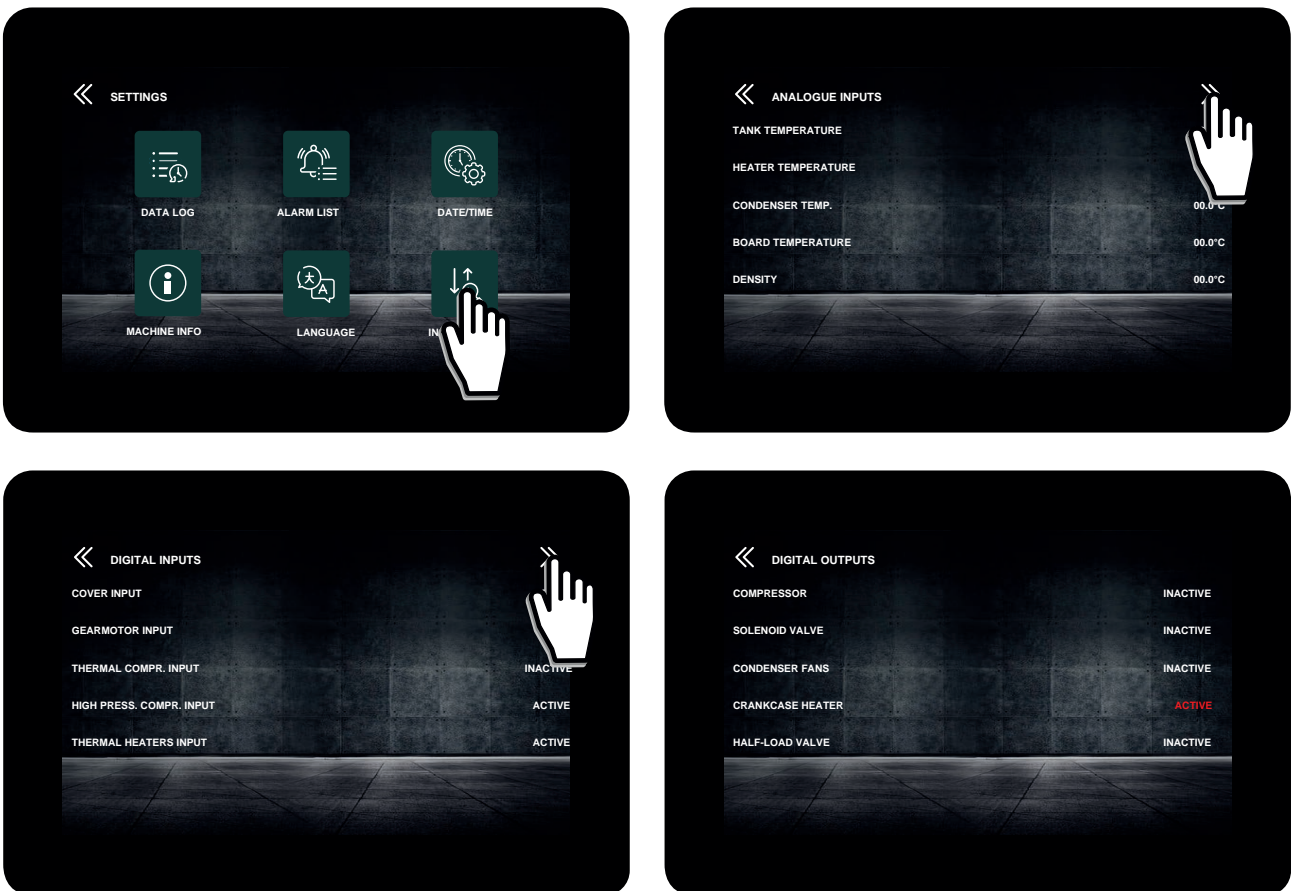 SETTINGS
DATA LOG
ALARM LIST
DATE/TIME
MACHINE INFO
LANGUAGE
ANALOGUE INPUTS
TANK TEMPERATURE
HEATER TEMPERATURE
CONDENSER TEMP. 00.0°C
BOARD TEMPERATURE 00.0°C
DENSITY 00.0°C
DIGITAL INPUTS
COVER INPUT
GEARMOTOR INPUT
THERMAL COMPR. INPUT INACTIVE
HIGH PRESS. COMPR. INPUT ACTIVE
THERMAL HEATERS INPUT ACTIVE
DIGITAL OUTPUTS
COMPRESSOR INACTIVE
SOLENOID VALVE INACTIVE
CONDENSER FANS INACTIVE
CRANKCASE HEATER ACTIVE
HALF-LOAD VALVE INACTIVE